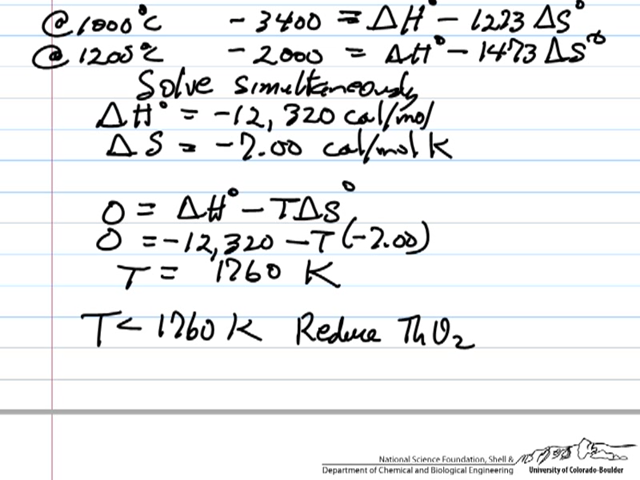 @1000°C -3400 = ΔH° - 1273 ΔS°
@1200°C -2000 = ΔH° - 1473 ΔS°
Solve simultaneously
ΔH° = -12,320 cal/mol
ΔS = -7.00 cal/mol K
0 = ΔH° - TΔS°
0 = -12,320 - T(-7.00)
T = 1760 K
T < 1760 K Reduce ThO2
National Science Foundation, Shell &
Department of Chemical and Biological Engineering
University of Colorado-Boulder